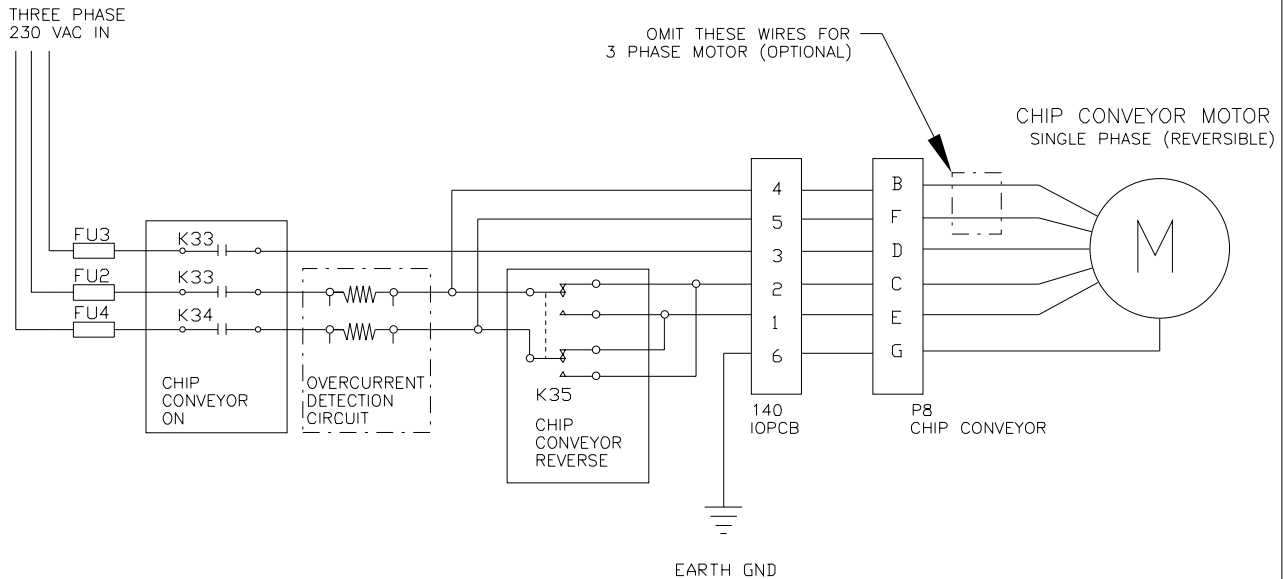 THREE PHASE
230 VAC IN
OMIT THESE WIRES FOR
3 PHASE MOTOR (OPTIONAL)
CHIP CONVEYOR MOTOR
SINGLE PHASE (REVERSIBLE)
FU3
K33
FU2
K33
FU4
K34
CHIP
CONVEYOR
ON
OVERCURRENT
DETECTION
CIRCUIT
K35
CHIP
CONVEYOR
REVERSE
4
5
3
2
1
6
140
IOPCB
B
F
D
C
E
G
P8
CHIP CONVEYOR
M
EARTH GND